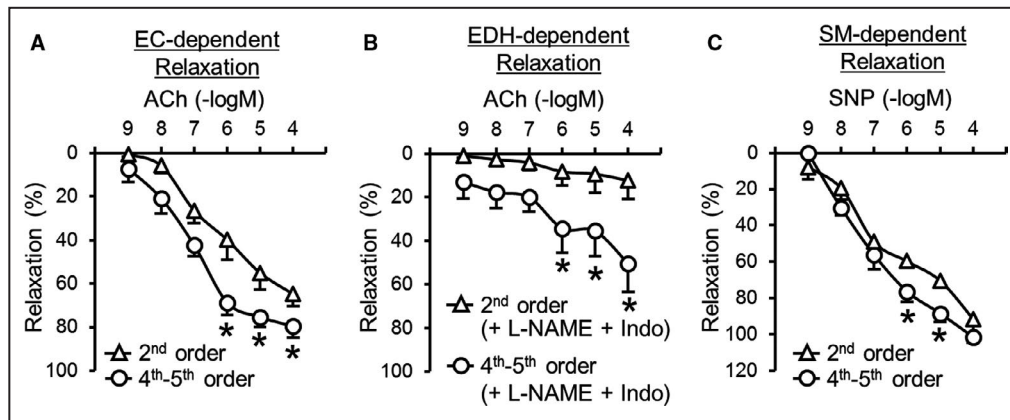 A
EC-dependent
Relaxation
ACh (-logM)
9 8 7 6 5 4
0
20
40
60
80
100
Relaxation (%)
* * *
2nd order
4th-5th order
B
EDH-dependent
Relaxation
ACh (-logM)
9 8 7 6 5 4
0
20
40
60
80
100
Relaxation (%)
* * *
2nd order
(+ L-NAME + Indo)
4th-5th order
(+ L-NAME + Indo)
C
SM-dependent
Relaxation
SNP (-logM)
9 8 7 6 5 4
0
20
40
60
80
100
120
Relaxation (%)
* *
2nd order
4th-5th order